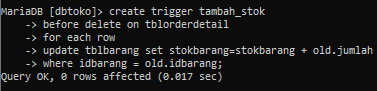 MariaDB [dbtoko]> create trigger tambah_stok
    -> before delete on tblorderdetail
    -> for each row
    -> update tblbarang set stokbarang=stokbarang + old.jumlah
    -> where idbarang = old.idbarang;
Query OK, 0 rows affected (0.017 sec)